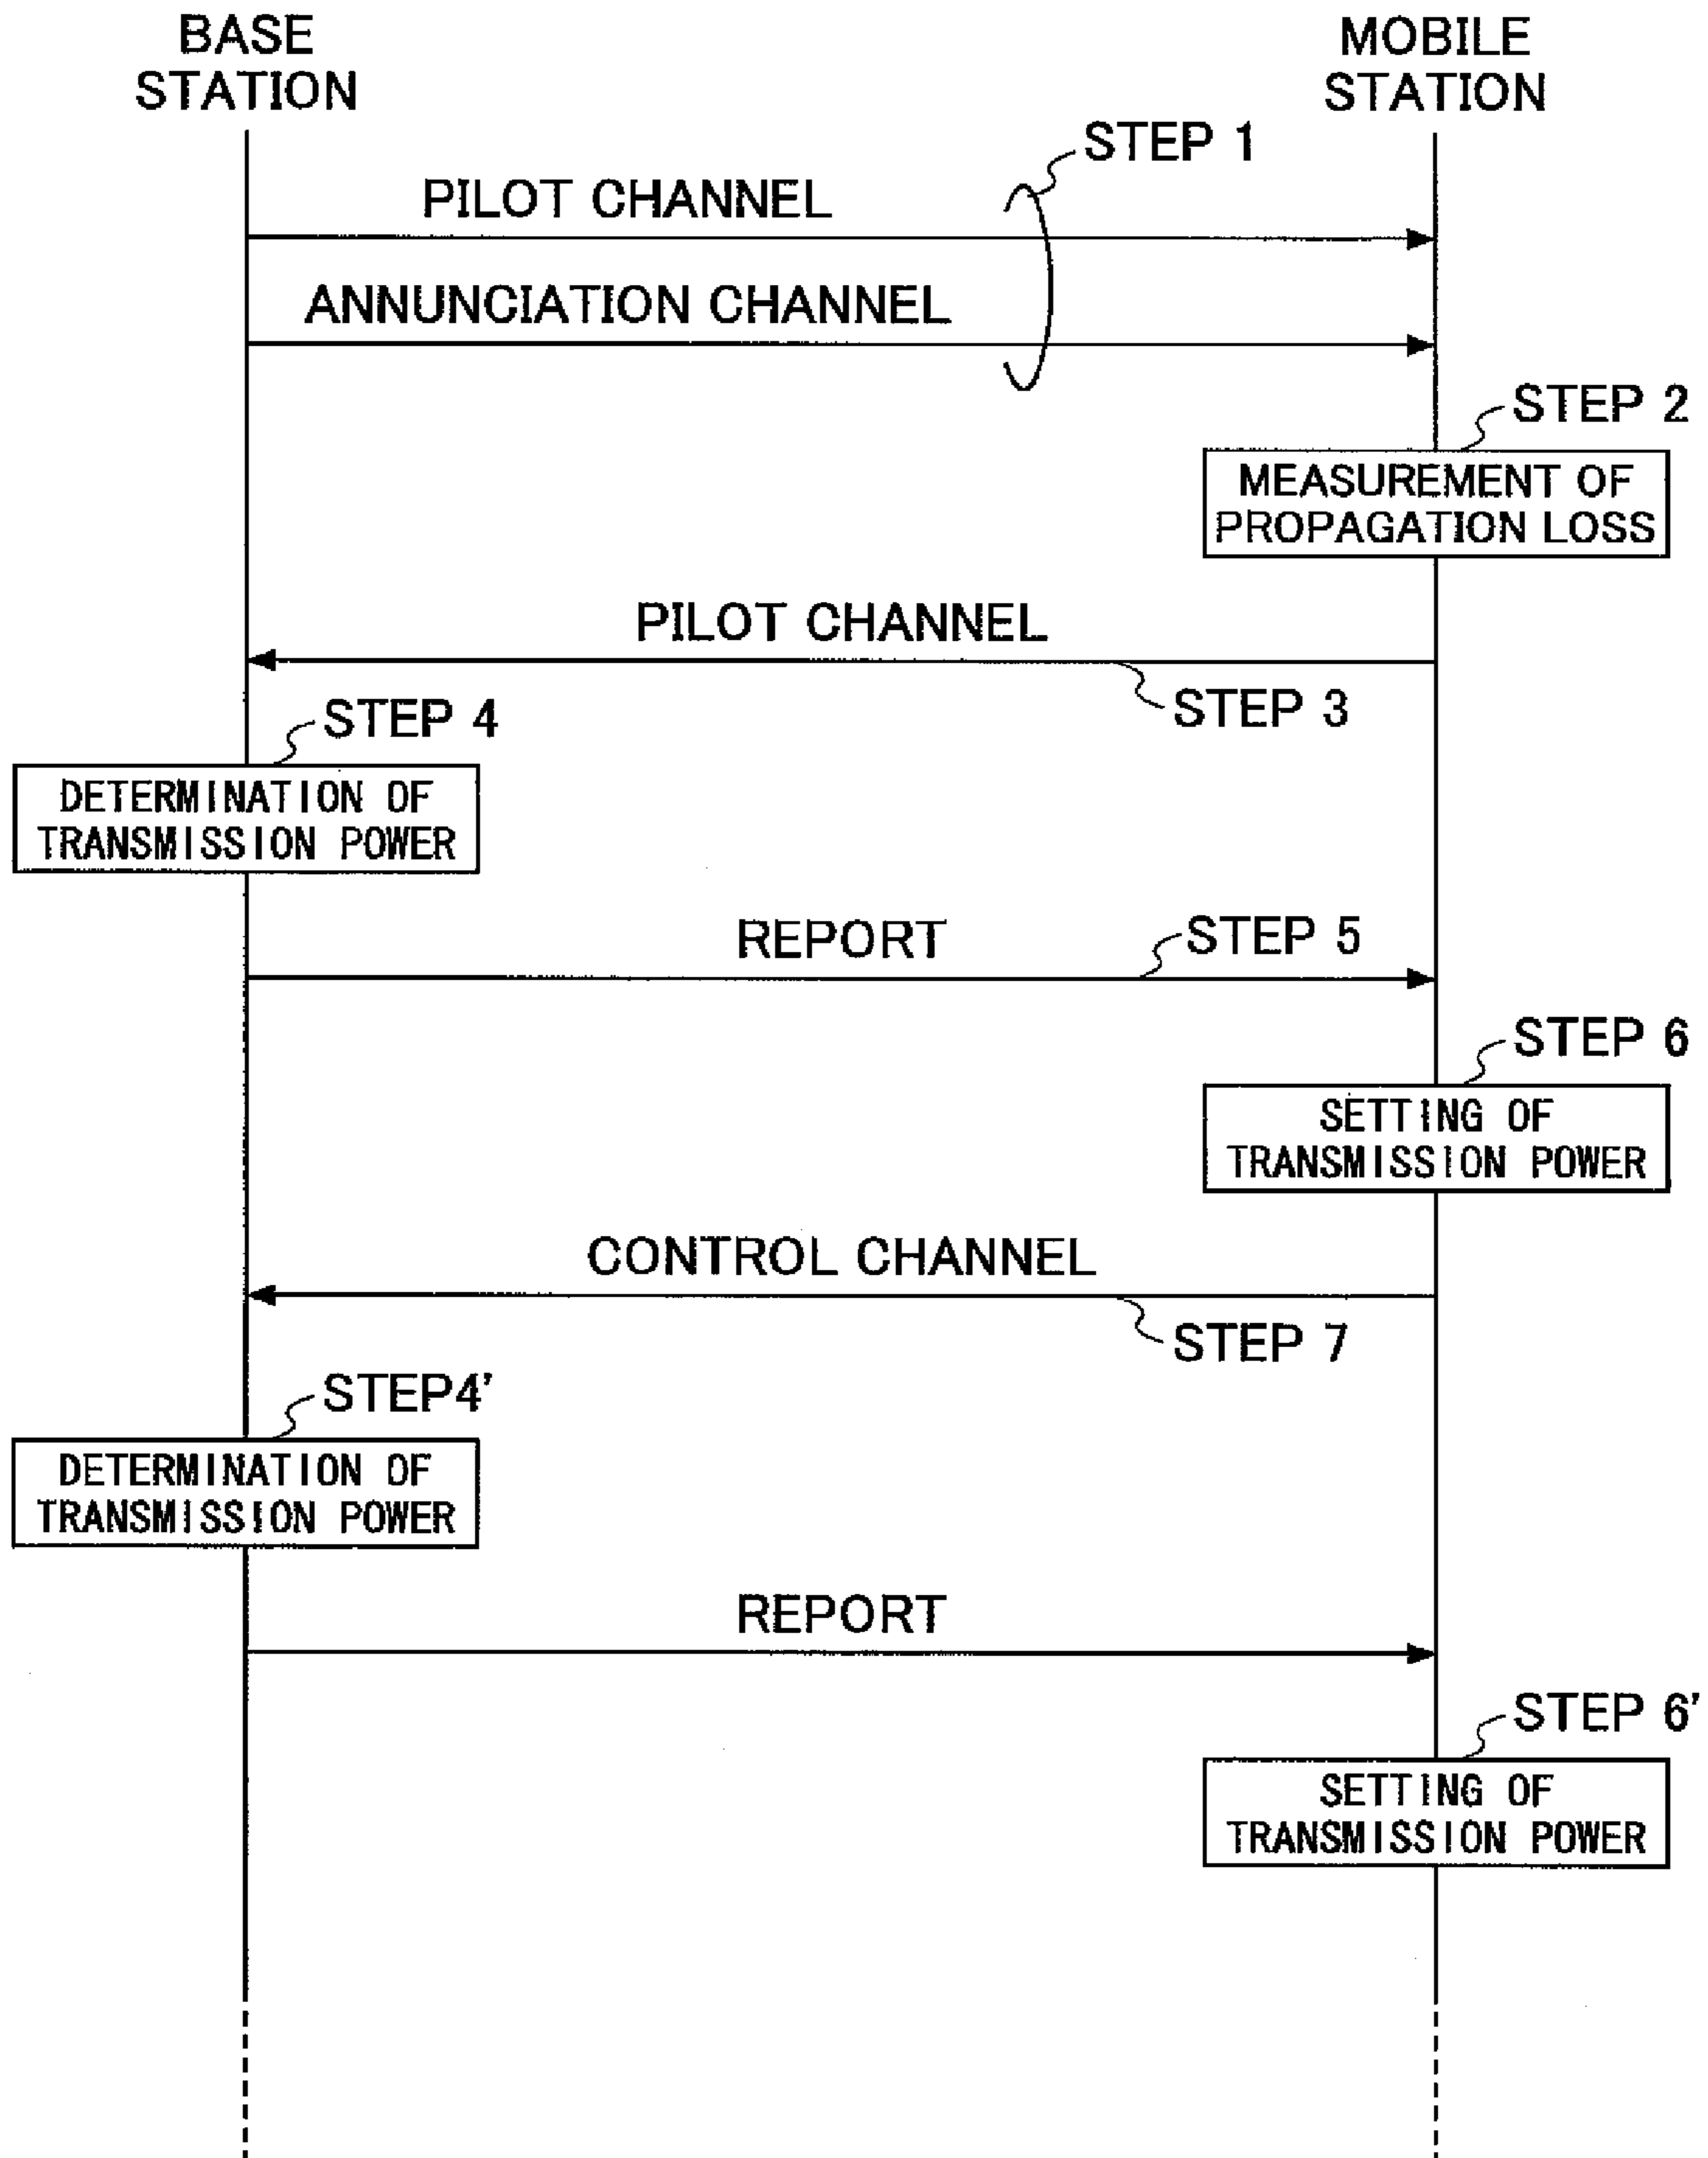 BASE
STATION
MOBILE
STATION
STEP 1
PILOT CHANNEL
ANNUNCIATION CHANNEL
STEP 2
MEASUREMENT OF
PROPAGATION LOSS
PILOT CHANNEL
STEP 3
STEP 4
DETERMINATION OF
TRANSMISSION POWER
REPORT
STEP 5
STEP 6
SETTING OF
TRANSMISSION POWER
CONTROL CHANNEL
STEP 7
STEP4'
DETERMINATION OF
TRANSMISSION POWER
REPORT
STEP 6'
SETTING OF
TRANSMISSION POWER